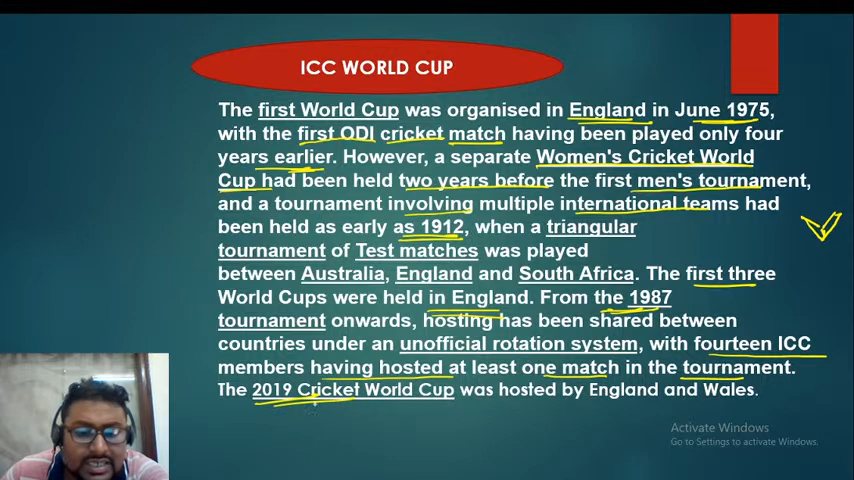 ICC WORLD CUP
The first World Cup was organised in England in June 1975,
with the first ODI cricket match having been played only four
years earlier. However, a separate Women's Cricket World
Cup had been held two years before the first men's tournament,
and a tournament involving multiple international teams had
been held as early as 1912, when a triangular
tournament of Test matches was played
between Australia, England and South Africa. The first three
World Cups were held in England. From the 1987
tournament onwards, hosting has been shared between
countries under an unofficial rotation system, with fourteen ICC
members having hosted at least one match in the tournament.
The 2019 Cricket World Cup was hosted by England and Wales.
Activate Windows
Go to Settings to activate Windows.